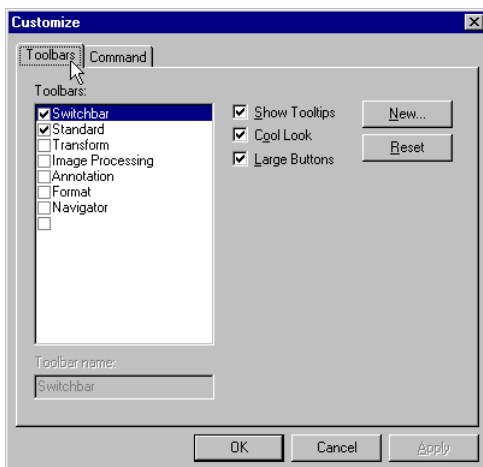 Customize
Toolbars Command
Toolbars:
Switchbar
Standard
Transform
Image Processing
Annotation
Format
Navigator
Show Tooltips
Cool Look
Large Buttons
New...
Reset
Toolbar name:
Switchbar
OK Cancel Apply